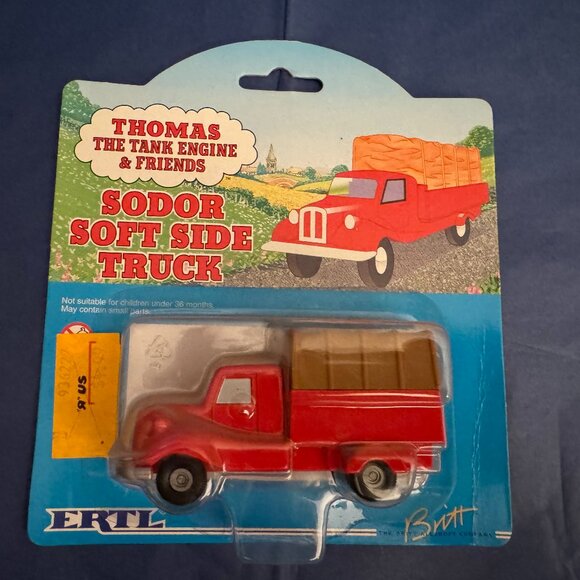 THOMAS
THE TANK ENGINE
& FRIENDS
SODOR
SOFT SIDE
TRUCK
Not suitable for children under 36 months.
May contain small parts.
"R" US
ERTL
Britt